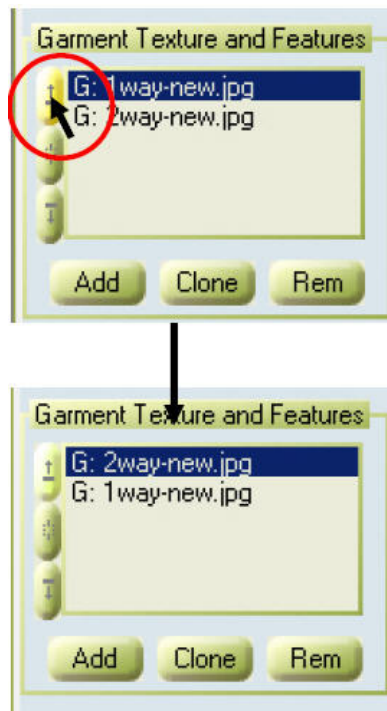 Garment Texture and Features
G: 1way-new.jpg
G: 2way-new.jpg
Add Clone Rem
Garment Texture and Features
G: 2way-new.jpg
G: 1way-new.jpg
Add Clone Rem